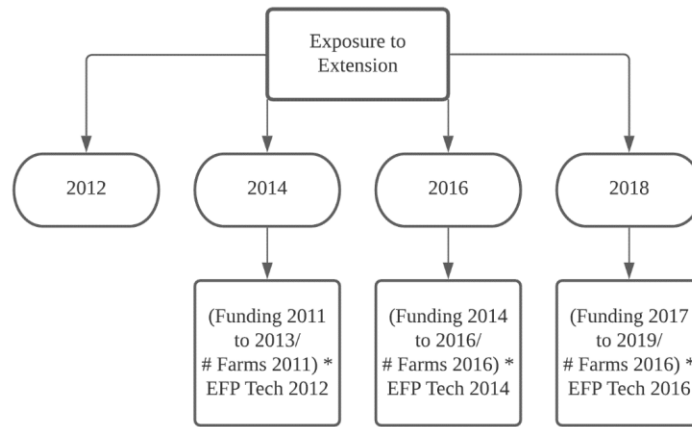 Exposure to
Extension
2012
2014
2016
2018
(Funding 2011
to 2013/
# Farms 2011) *
EFP Tech 2012
(Funding 2014
to 2016/
# Farms 2016) *
EFP Tech 2014
(Funding 2017
to 2019/
# Farms 2016) *
EFP Tech 2016